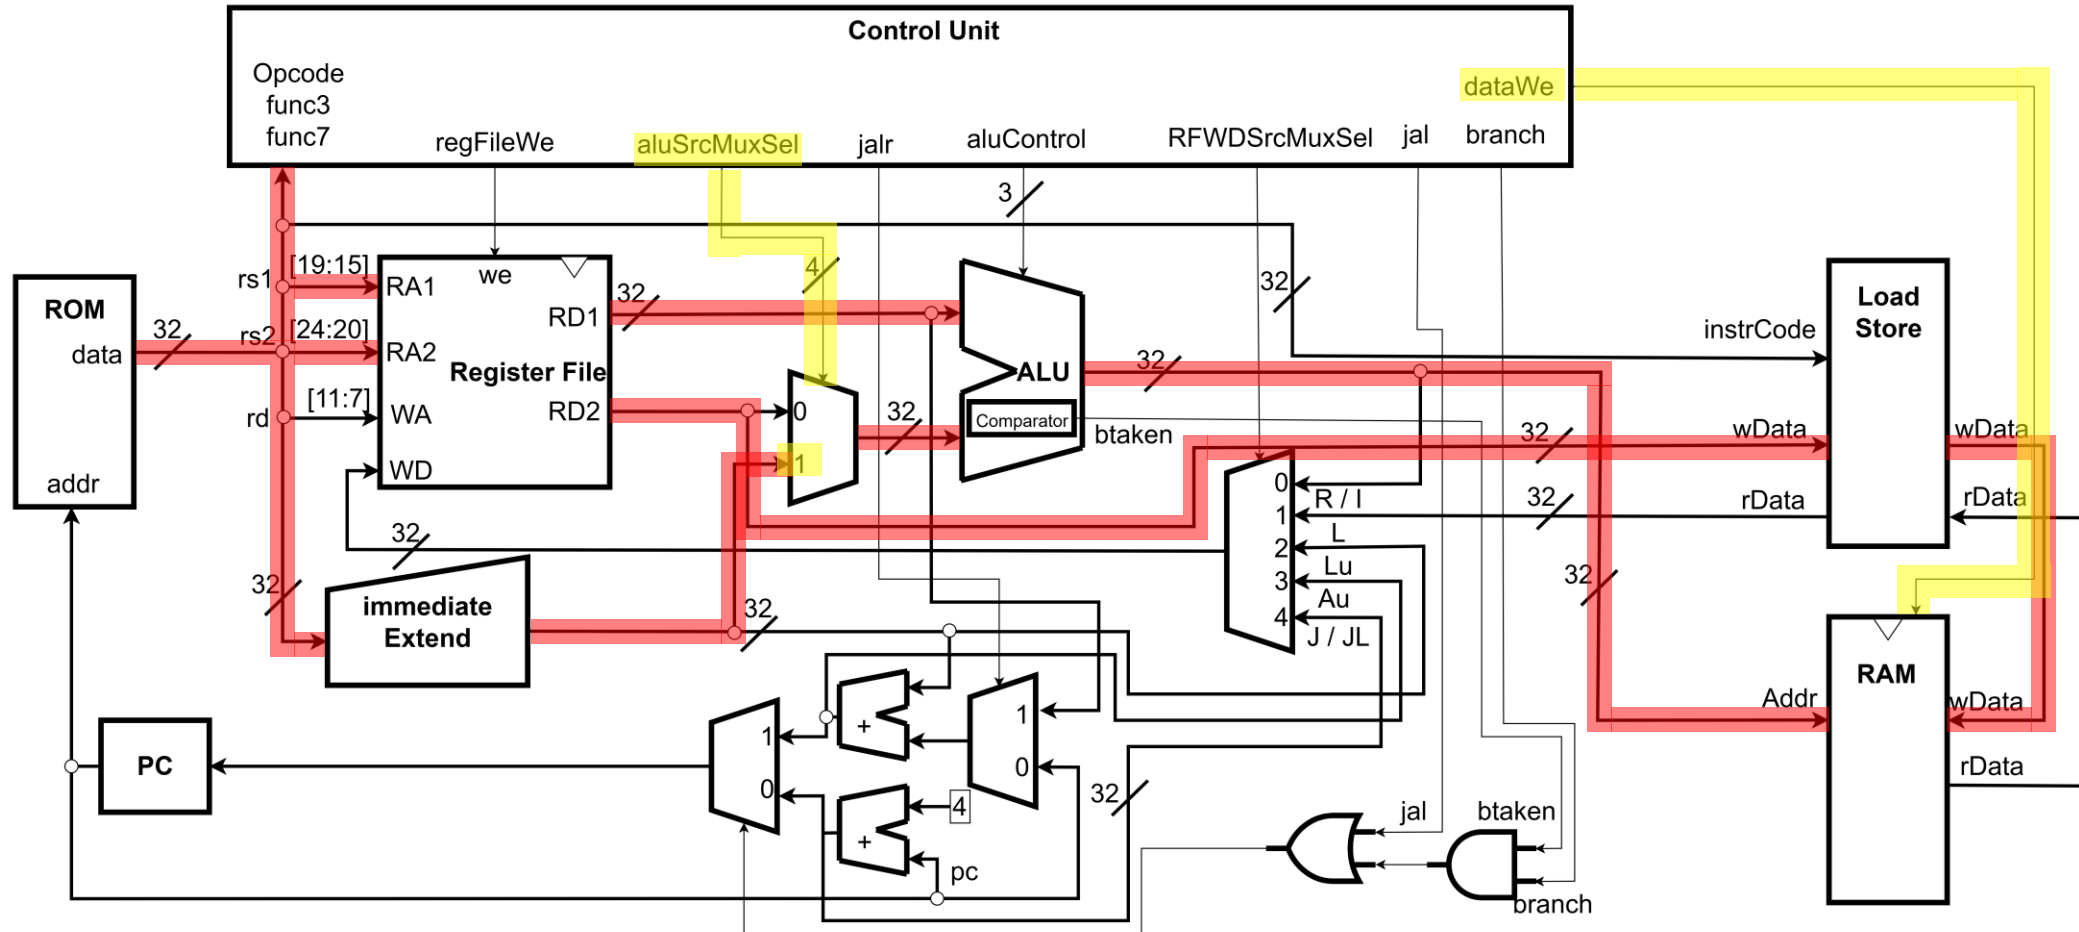 Control Unit
Opcode
func3
func7
regFileWe
aluSrcMuxSel
jalr
aluControl
RFWDSrcMuxSel
jal
branch
dataWe
3
4
32
ROM
data
addr
32
rs1
[19:15]
rs2
[24:20]
rd
[11:7]
RA1
RA2
WA
WD
we
Register File
RD1
RD2
32
0
1
32
ALU
Comparator
btaken
32
32
32
32
0
R / I
1
L
2
Lu
3
Au
4
J / JL
Load
Store
instrCode
wData
rData
wData
rData
32
32
32
immediate
Extend
32
32
RAM
Addr
wData
rData
PC
1
0
+
+
4
pc
1
0
32
jal
btaken
branch